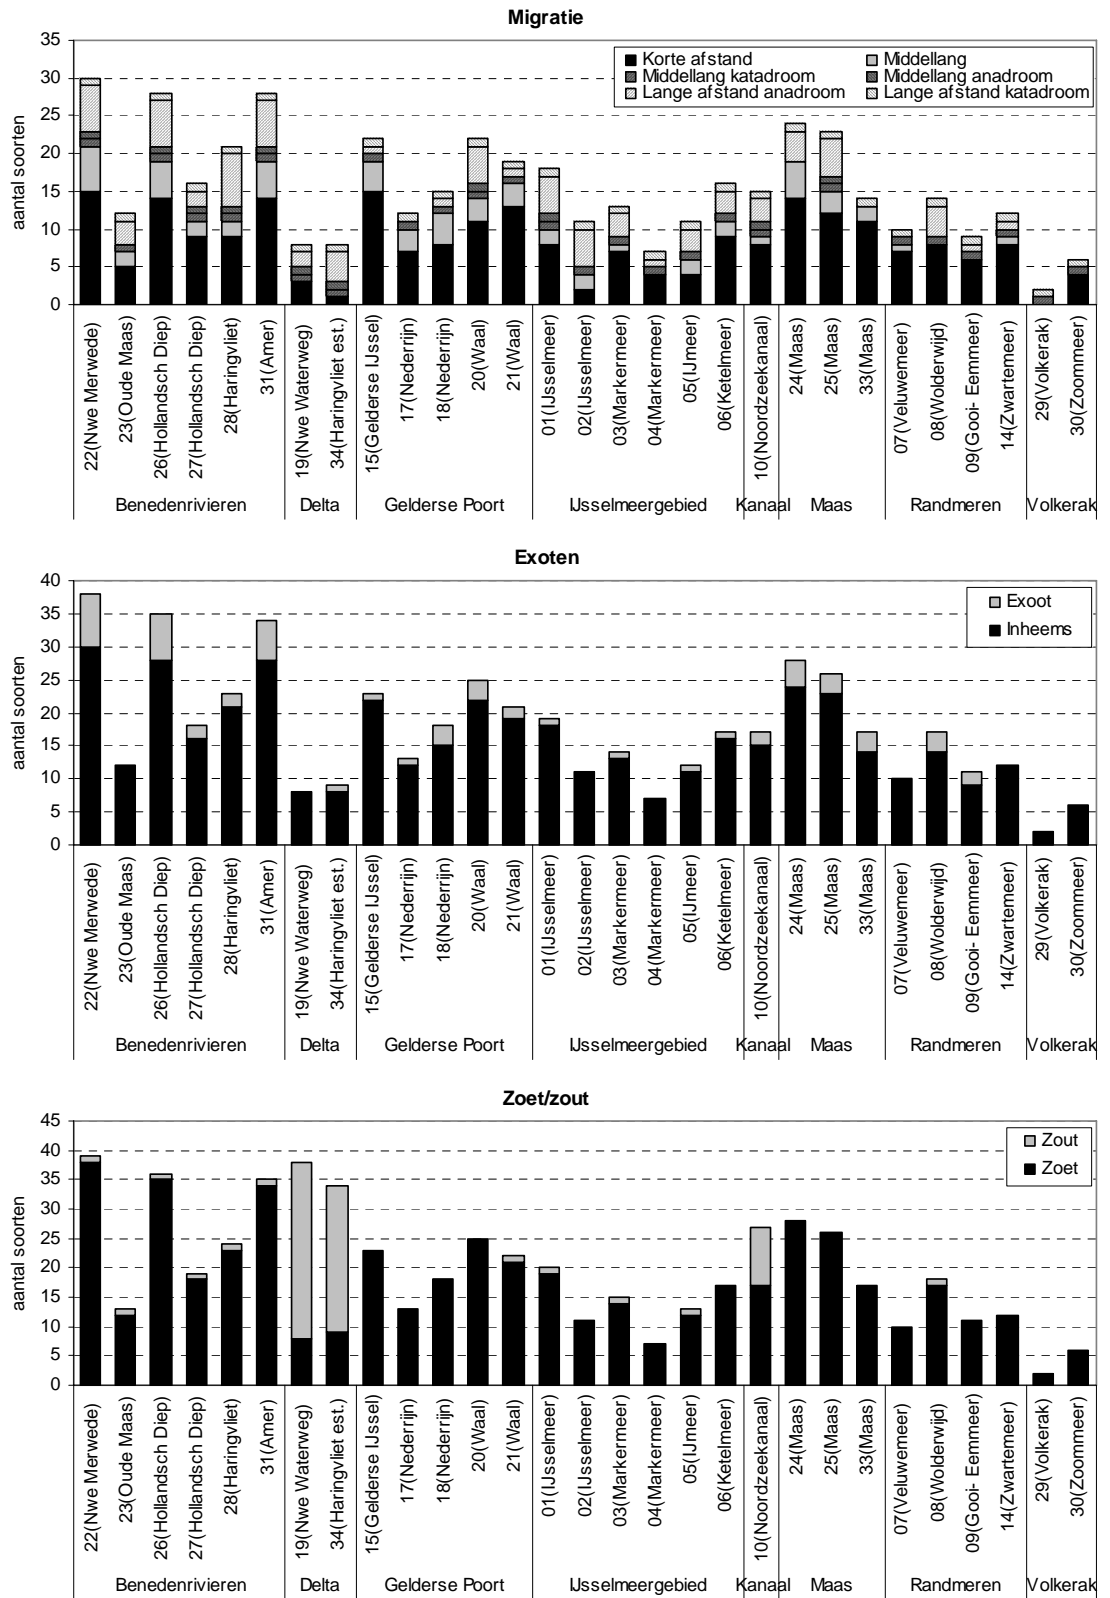 Migratie
35
30
25
20
15
10
5
0
aantal soorten
Korte afstand
Middellang
Middellang katadroom
Middellang anadroom
Lange afstand anadroom
Lange afstand katadroom
22(Nwe Merwede)
23(Oude Maas)
26(Hollandsch Diep)
27(Hollandsch Diep)
28(Haringvliet)
31(Amer)
19(Nwe Waterweg)
34(Haringvliet est.)
15(Gelderse IJssel)
17(Nederrijn)
18(Nederrijn)
20(Waal)
21(Waal)
01(IJsselmeer)
02(IJsselmeer)
03(Markermeer)
04(Markermeer)
05(IJmeer)
06(Ketelmeer)
10(Noordzeekanaal)
24(Maas)
25(Maas)
33(Maas)
07(Veluwemeer)
08(Wolderwijd)
09(Gooi- Eemmeer)
14(Zwartemeer)
29(Volkerak)
30(Zoommeer)
Benedenrivieren
Delta
Gelderse Poort
IJsselmeergebied
Kanaal
Maas
Randmeren
Volkerak
Exoten
40
35
30
25
20
15
10
5
0
aantal soorten
Exoot
Inheems
22(Nwe Merwede)
23(Oude Maas)
26(Hollandsch Diep)
27(Hollandsch Diep)
28(Haringvliet)
31(Amer)
19(Nwe Waterweg)
34(Haringvliet est.)
15(Gelderse IJssel)
17(Nederrijn)
18(Nederrijn)
20(Waal)
21(Waal)
01(IJsselmeer)
02(IJsselmeer)
03(Markermeer)
04(Markermeer)
05(IJmeer)
06(Ketelmeer)
10(Noordzeekanaal)
24(Maas)
25(Maas)
33(Maas)
07(Veluwemeer)
08(Wolderwijd)
09(Gooi- Eemmeer)
14(Zwartemeer)
29(Volkerak)
30(Zoommeer)
Benedenrivieren
Delta
Gelderse Poort
IJsselmeergebied
Kanaal
Maas
Randmeren
Volkerak
Zoet/zout
45
40
35
30
25
20
15
10
5
0
aantal soorten
Zout
Zoet
22(Nwe Merwede)
23(Oude Maas)
26(Hollandsch Diep)
27(Hollandsch Diep)
28(Haringvliet)
31(Amer)
19(Nwe Waterweg)
34(Haringvliet est.)
15(Gelderse IJssel)
17(Nederrijn)
18(Nederrijn)
20(Waal)
21(Waal)
01(IJsselmeer)
02(IJsselmeer)
03(Markermeer)
04(Markermeer)
05(IJmeer)
06(Ketelmeer)
10(Noordzeekanaal)
24(Maas)
25(Maas)
33(Maas)
07(Veluwemeer)
08(Wolderwijd)
09(Gooi- Eemmeer)
14(Zwartemeer)
29(Volkerak)
30(Zoommeer)
Benedenrivieren
Delta
Gelderse Poort
IJsselmeergebied
Kanaal
Maas
Randmeren
Volkerak